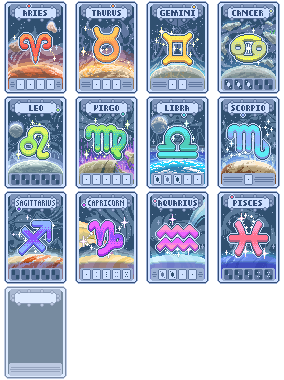 ARIES
TAURUS
GEMINI
CANCER
LEO
VIRGO
LIBRA
SCORPIO
SAGITTARIUS
CAPRICORN
AQUARIUS
PISCES